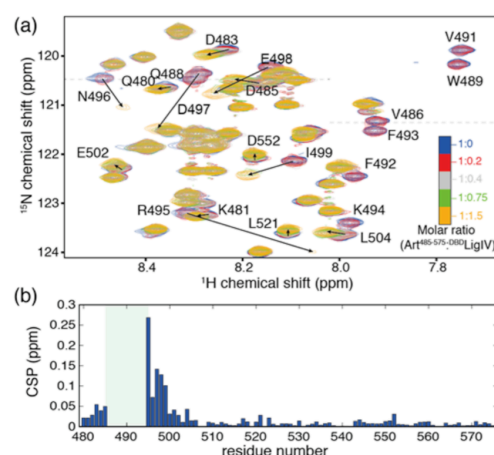 (a)
120
121
122
123
124
¹⁵N chemical shift (ppm)
D483
E498
Q488
Q480
D485
N496
D497
V491
W489
V486
F493
D552
E502
I499
F492
R495
K481
K494
L521
L504
1:0
1:0.2
1:0.4
1:0.75
1:1.5
Molar ratio
(Art⁴⁸⁵⁻⁵⁷⁵:ᴰᴮᴰLigIV)
8.4
8.2
8.0
7.8
¹H chemical shift (ppm)
(b)
0.3
0.25
0.2
0.15
0.1
0.05
0
CSP (ppm)
480
490
500
510
520
530
540
550
560
570
residue number